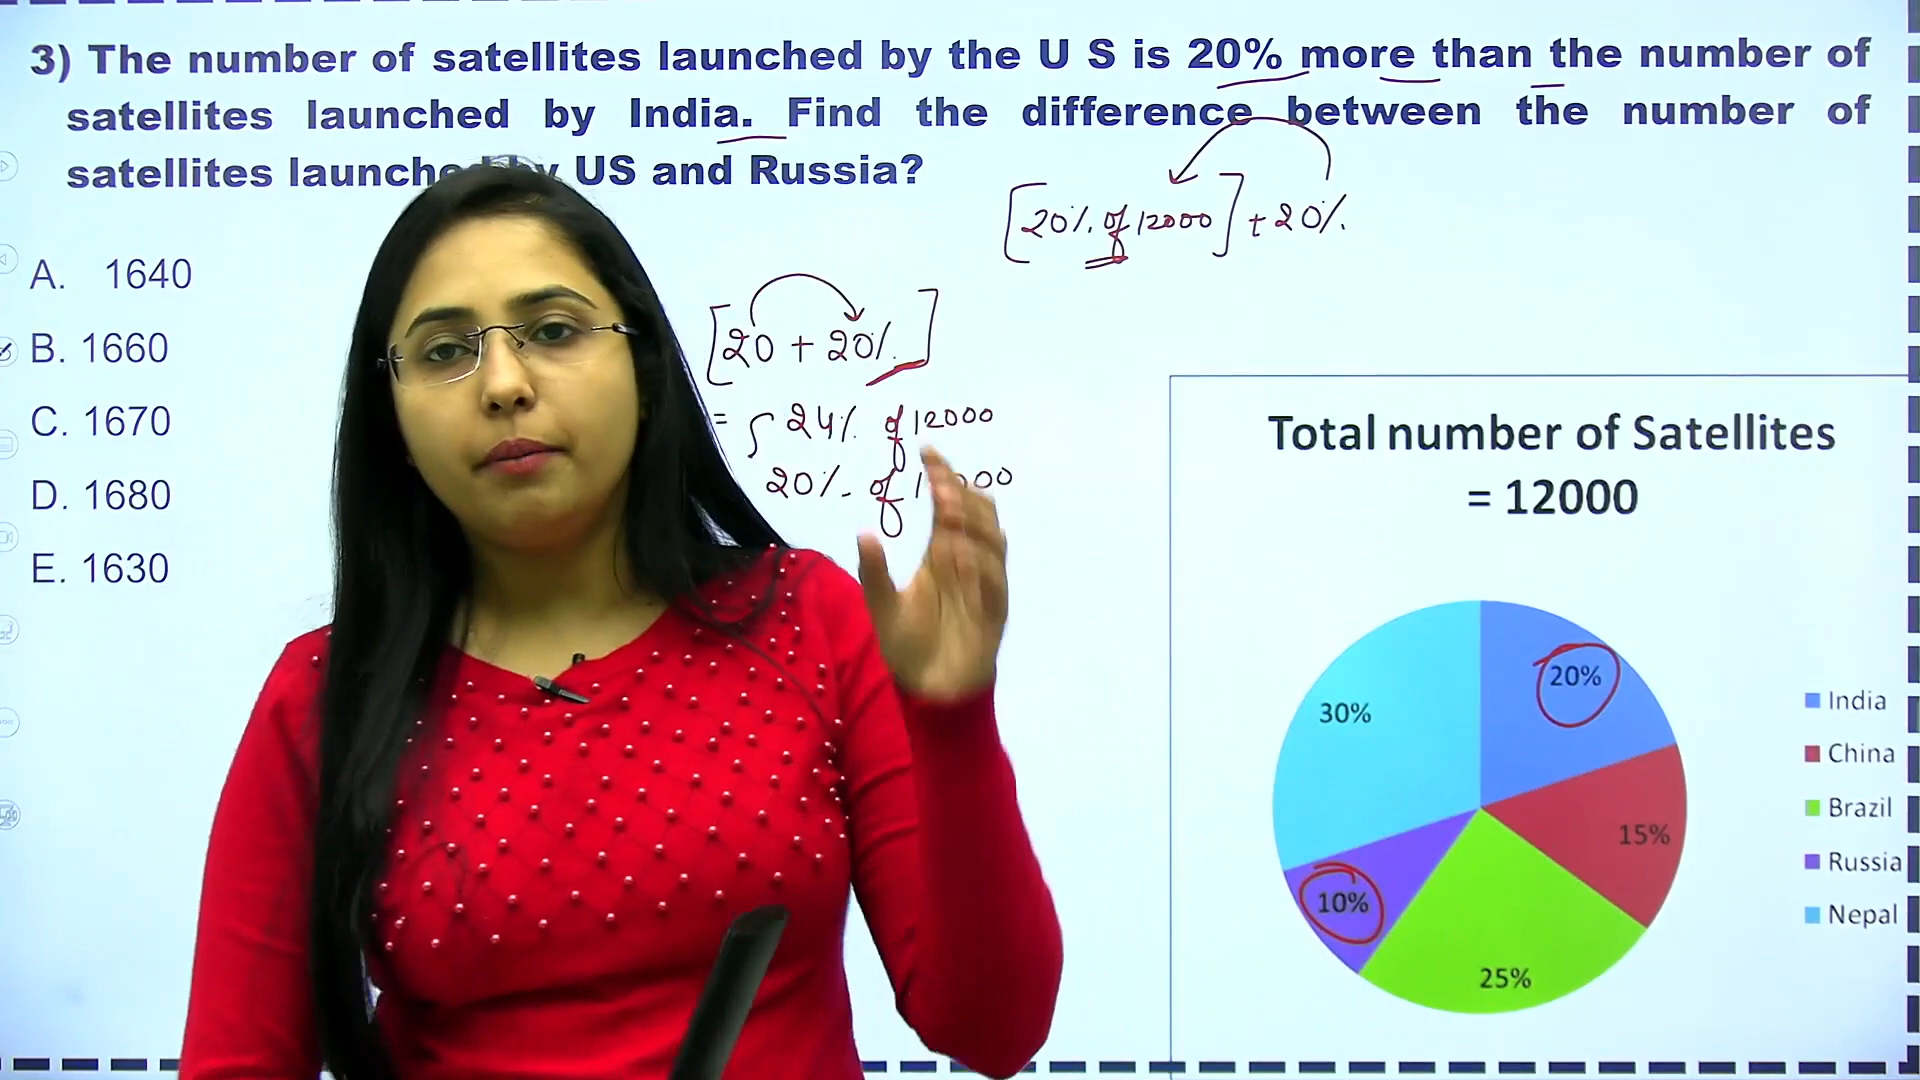 3) The number of satellites launched by the U S is 20% more than the number of
satellites launched by India. Find the difference between the number of
satellites launched by US and Russia?
[20% of 12000] + 20%
A. 1640
B. 1660
C. 1670
D. 1680
E. 1630
[20 + 20%]
= 24% of 12000
20% of
Total number of Satellites
= 12000
20%
30%
15%
10%
25%
India
China
Brazil
Russia
Nepal